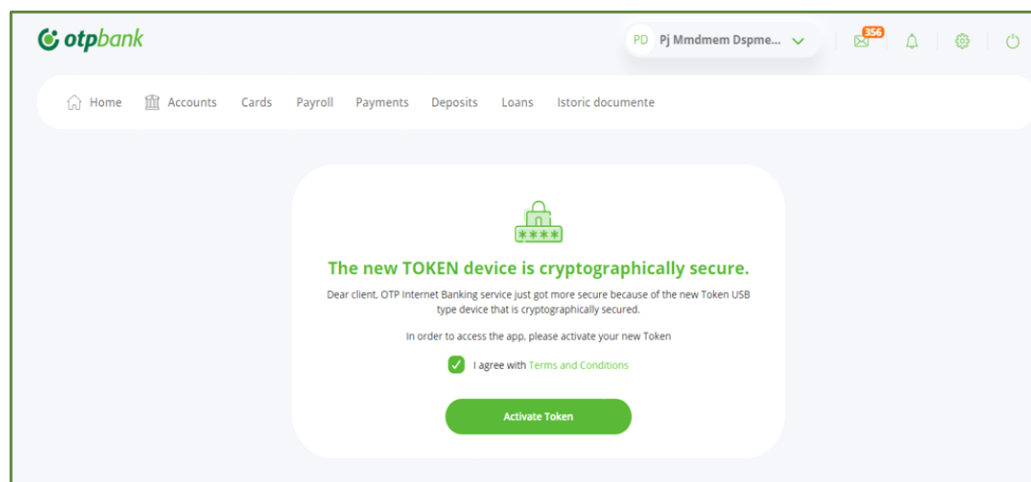 otpbank
PD Pj Mmdmem Dspme... 356
Home Accounts Cards Payroll Payments Deposits Loans Istoric documente
****
The new TOKEN device is cryptographically secure.
Dear client, OTP Internet Banking service just got more secure because of the new Token USB
type device that is cryptographically secured.
In order to access the app, please activate your new Token
I agree with Terms and Conditions
Activate Token